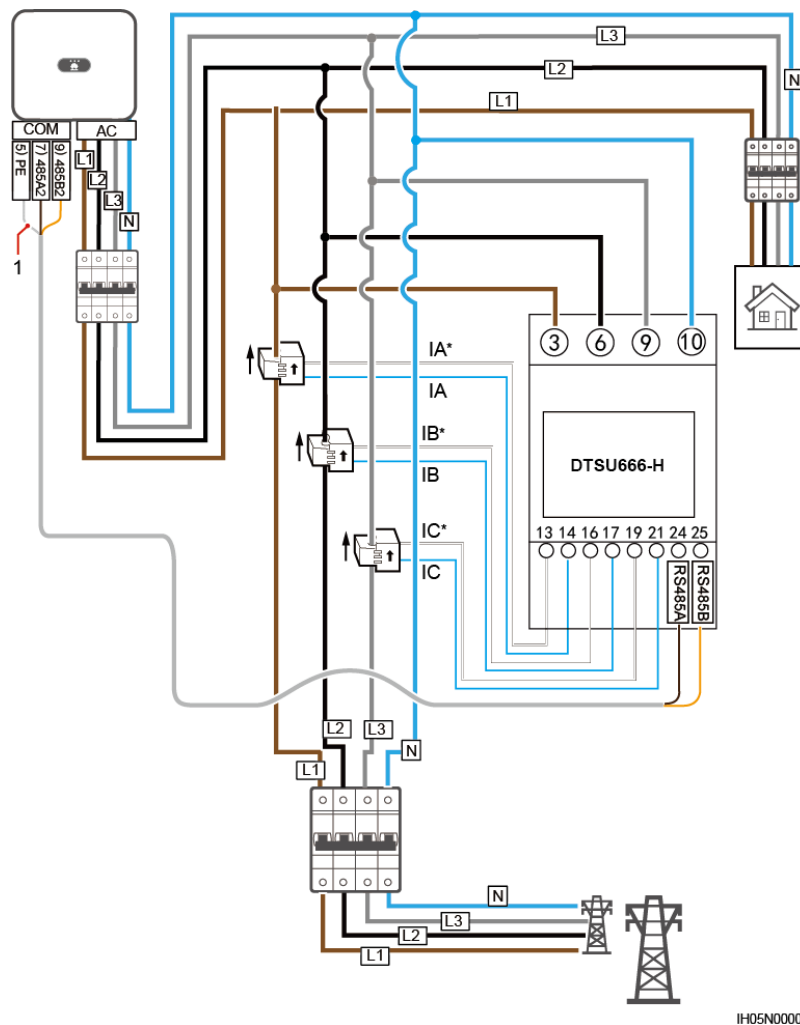 L3
L2
N
L1
COM
AC
5) PE
7) 485A2
9) 485B2
L1
L2
L3
N
1
3
6
9
10
IA*
IA
IB*
IB
DTSU666-H
IC*
IC
13 14 16 17 19 21 24 25
RS485A
RS485B
L2
L3
N
L1
N
L3
L2
L1
IH05N0000